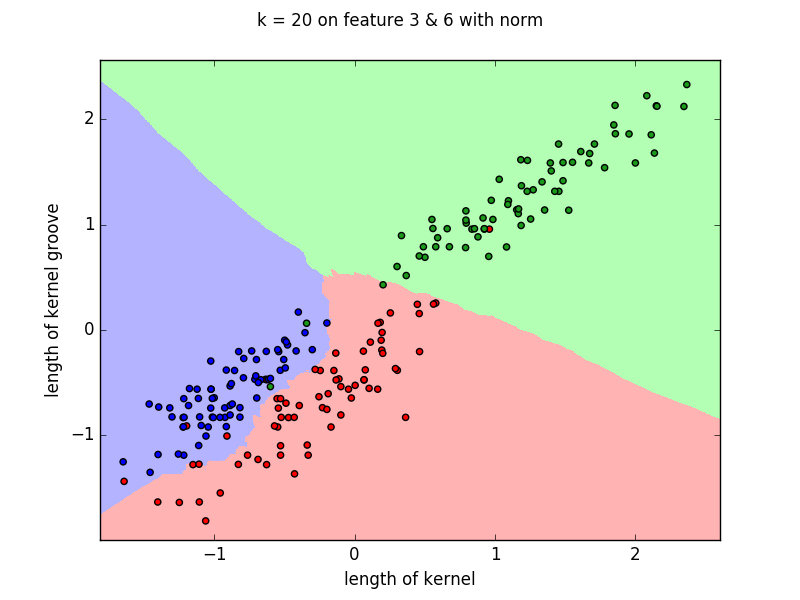 k = 20 on feature 3 & 6 with norm
2
1
0
−1
length of kernel groove
−1 0 1 2
length of kernel